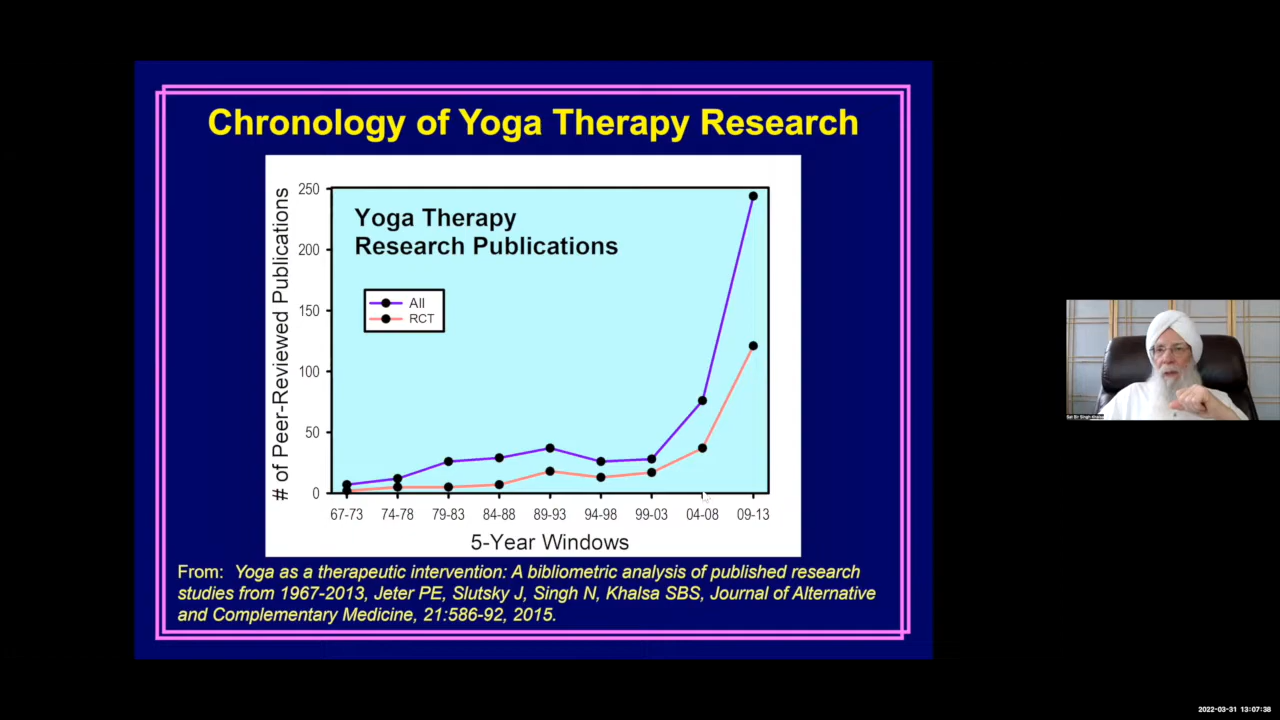 Chronology of Yoga Therapy Research
# of Peer-Reviewed Publications
250
200
150
100
50
0
Yoga Therapy
Research Publications
All
RCT
67-73 74-78 79-83 84-88 89-93 94-98 99-03 04-08 09-13
5-Year Windows
From: Yoga as a therapeutic intervention: A bibliometric analysis of published research
studies from 1967-2013, Jeter PE, Slutsky J, Singh N, Khalsa SBS, Journal of Alternative
and Complementary Medicine, 21:586-92, 2015.
Sat Bir Singh Khalsa
2022-03-31 13:07:38